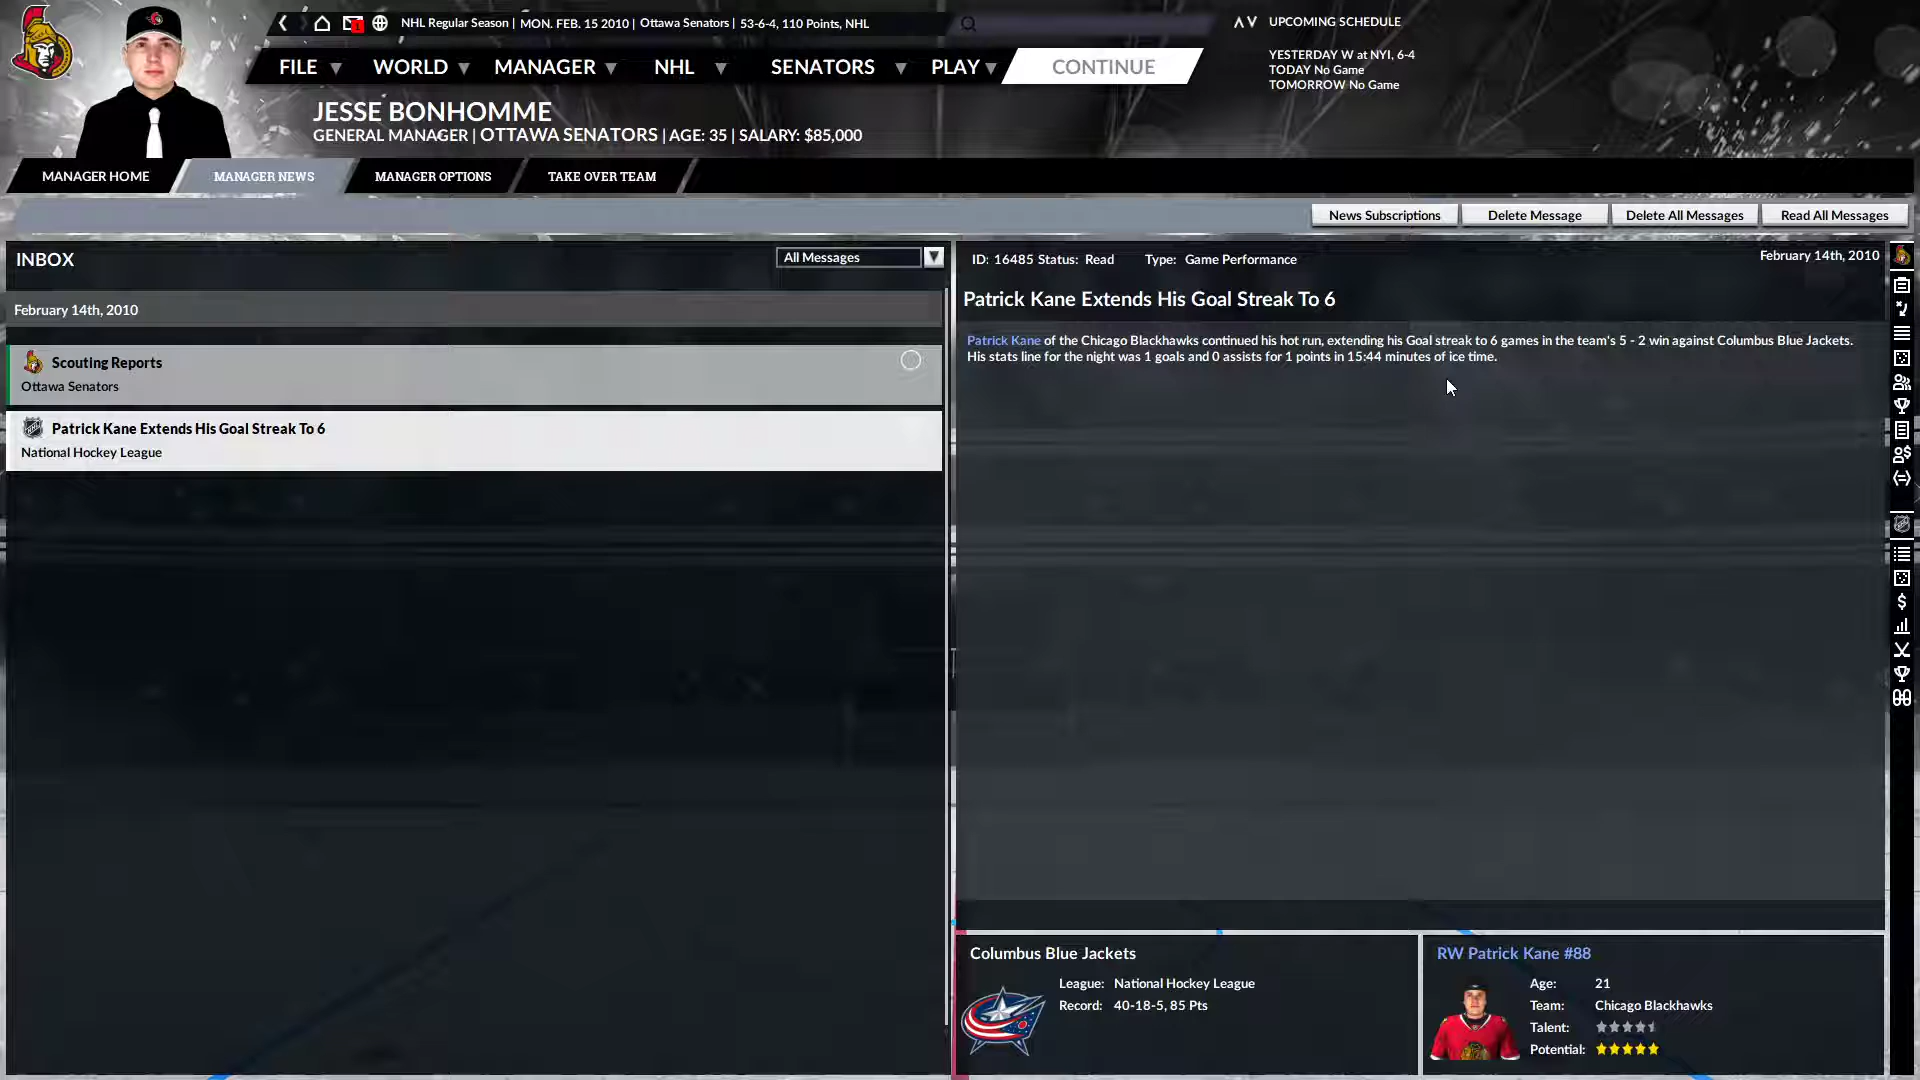 NHL Regular Season | MON. FEB. 15 2010 | Ottawa Senators | 53-6-4, 110 Points, NHL
1
UPCOMING SCHEDULE
YESTERDAY W at NYI, 6-4
TODAY No Game
TOMORROW No Game
FILE WORLD MANAGER NHL SENATORS PLAY CONTINUE
JESSE BONHOMME
GENERAL MANAGER | OTTAWA SENATORS | AGE: 35 | SALARY: $85,000
MANAGER HOME MANAGER NEWS MANAGER OPTIONS TAKE OVER TEAM
News Subscriptions Delete Message Delete All Messages Read All Messages
INBOX All Messages
February 14th, 2010
Scouting Reports
Ottawa Senators
Patrick Kane Extends His Goal Streak To 6
National Hockey League
ID: 16485 Status: Read Type: Game Performance February 14th, 2010
Patrick Kane Extends His Goal Streak To 6
Patrick Kane of the Chicago Blackhawks continued his hot run, extending his Goal streak to 6 games in the team's 5 - 2 win against Columbus Blue Jackets.
His stats line for the night was 1 goals and 0 assists for 1 points in 15:44 minutes of ice time.
Columbus Blue Jackets
League: National Hockey League
Record: 40-18-5, 85 Pts
RW Patrick Kane #88
Age: 21
Team: Chicago Blackhawks
Talent:
Potential: